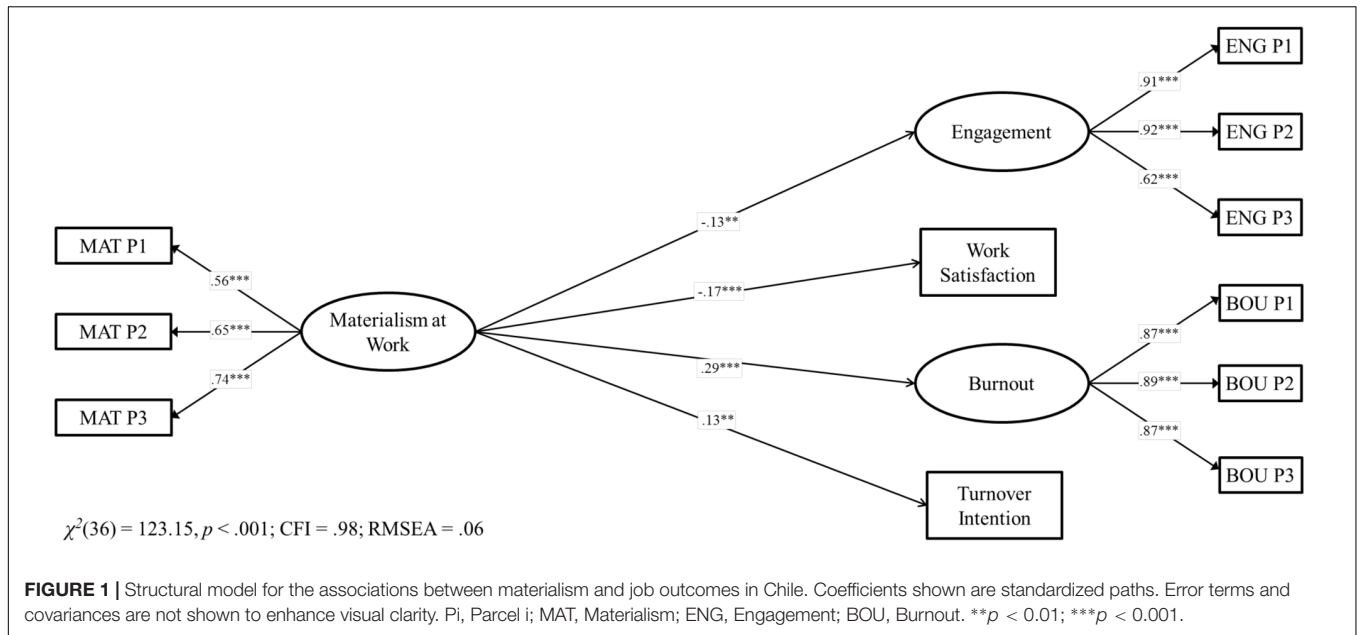 ENG P1
.91***
Engagement
.92***
ENG P2
.62***
ENG P3
-.13**
MAT P1
.56***
Work
Satisfaction
-.17***
MAT P2
.65***
Materialism at
Work
BOU P1
.87***
.29***
Burnout
.89***
BOU P2
MAT P3
.74***
.13**
.87***
BOU P3
Turnover
Intention
χ²(36) = 123.15, p < .001; CFI = .98; RMSEA = .06
FIGURE 1 | Structural model for the associations between materialism and job outcomes in Chile. Coefficients shown are standardized paths. Error terms and
covariances are not shown to enhance visual clarity. Pi, Parcel i; MAT, Materialism; ENG, Engagement; BOU, Burnout. **p < 0.01; ***p < 0.001.